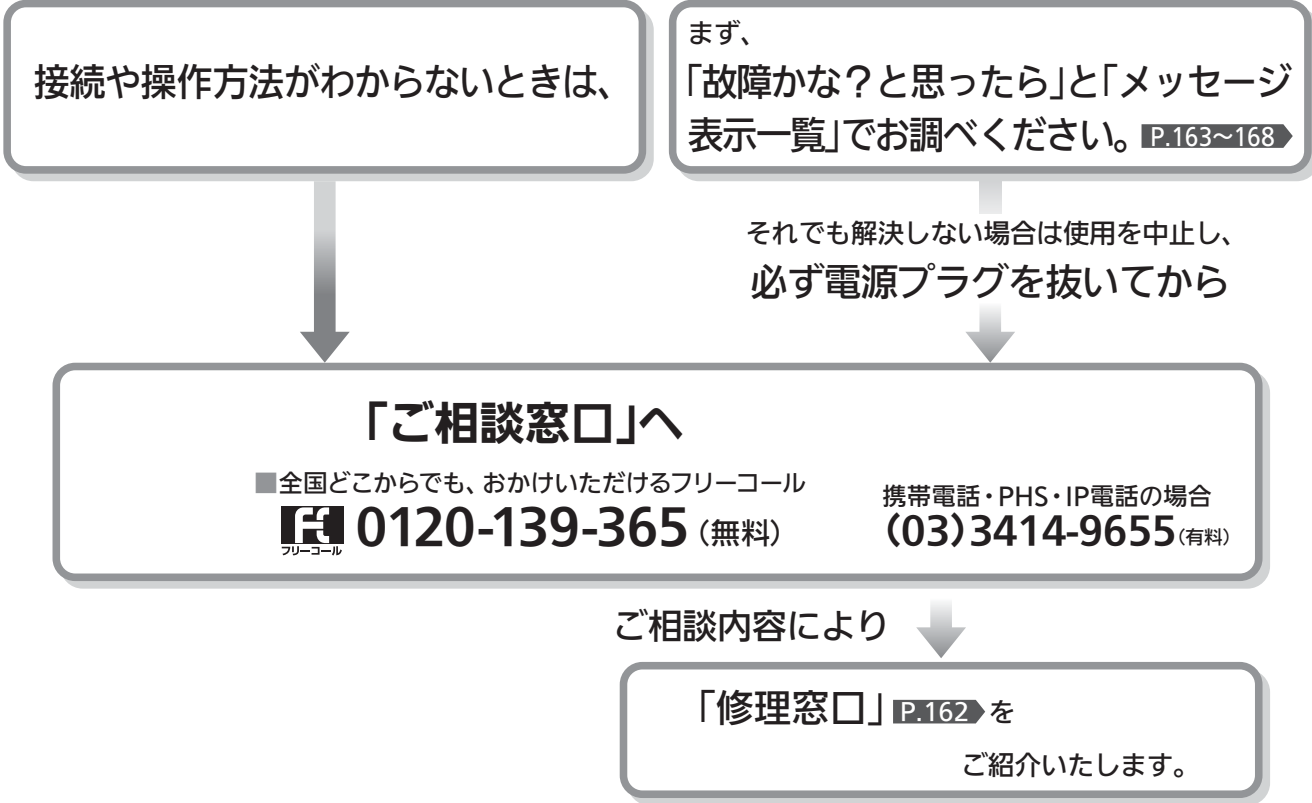 接続や操作方法がわからないときは、
まず、
「故障かな？と思ったら」と「メッセージ
表示一覧」でお調べください。 P.163~168
それでも解決しない場合は使用を中止し、
必ず電源プラグを抜いてから
「ご相談窓口」へ
■全国どこからでも、おかけいただけるフリーコール
フリーコール 0120-139-365（無料）
携帯電話・PHS・IP電話の場合
(03)3414-9655（有料）
ご相談内容により
「修理窓口」 P.162 を
ご紹介いたします。